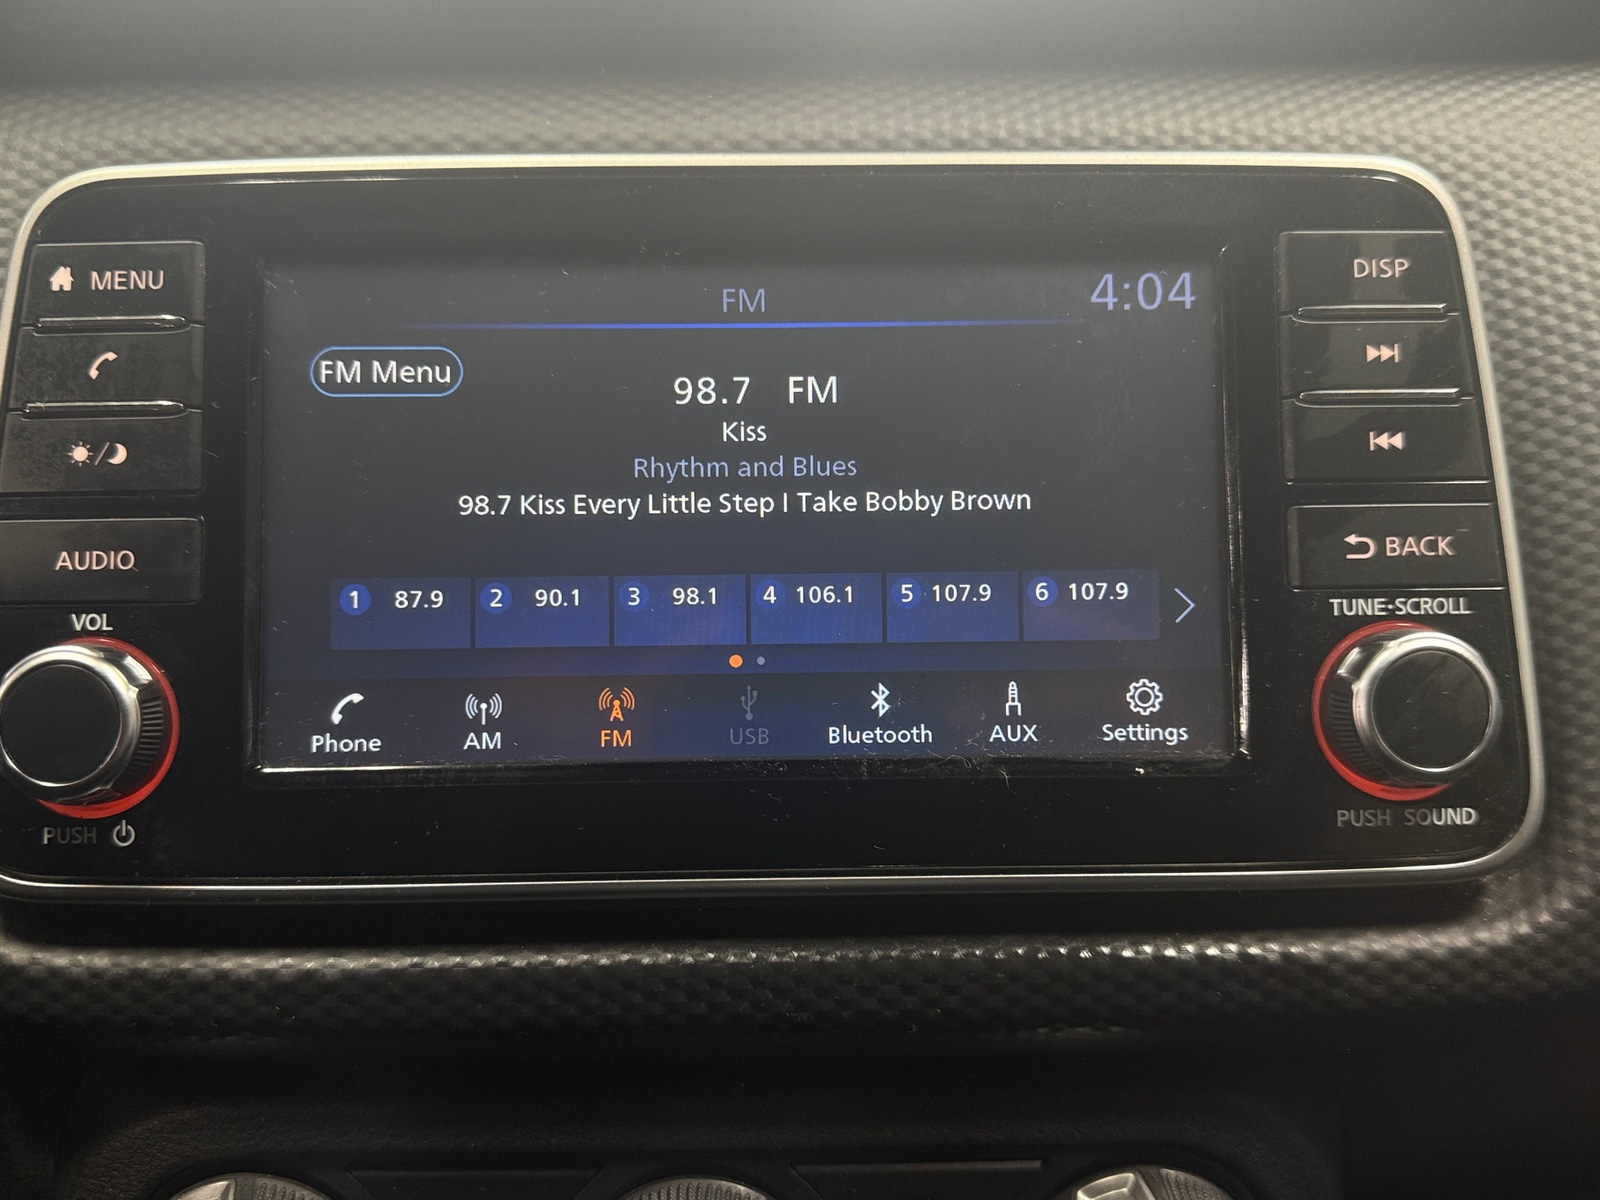 MENU
DISP
FM
4:04
FM Menu
98.7 FM
Kiss
Rhythm and Blues
98.7 Kiss Every Little Step I Take Bobby Brown
AUDIO
BACK
1 87.9
2 90.1
3 98.1
4 106.1
5 107.9
6 107.9
VOL
TUNE•SCROLL
Phone
AM
FM
USB
Bluetooth
AUX
Settings
PUSH
PUSH SOUND